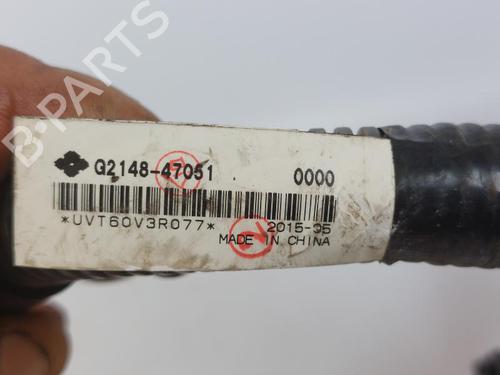 G2148-47051 0000
*UVT60V3R077* 2015-05
MADE IN CHINA
B-PARTS